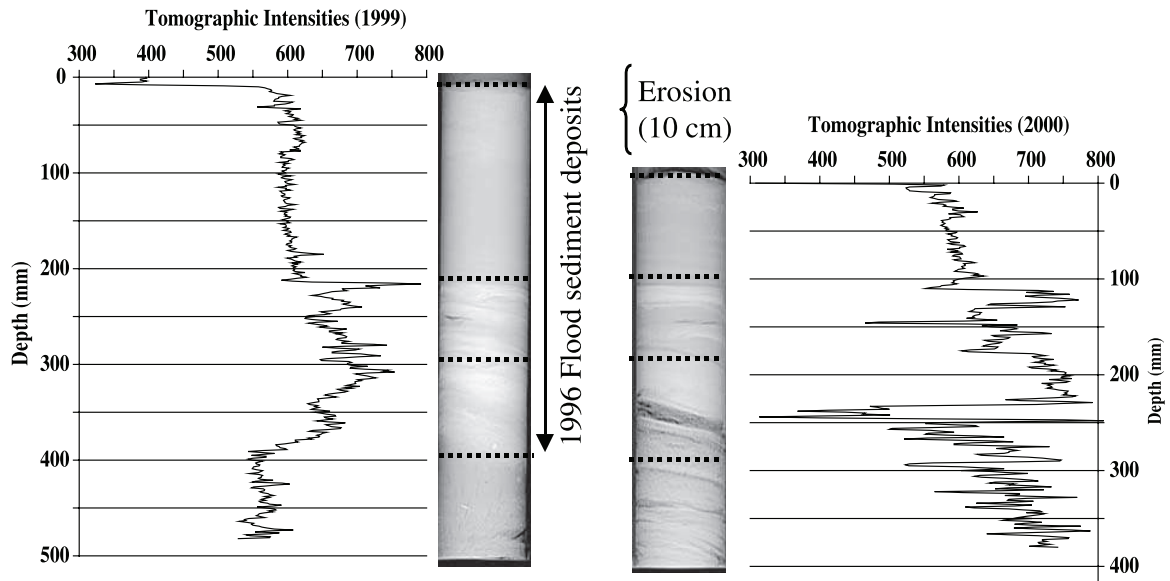 Tomographic Intensities (1999)
300 400 500 600 700 800
0
100
200
300
400
500
Depth (mm)
1996 Flood sediment deposits
Erosion
(10 cm)
Tomographic Intensities (2000)
300 400 500 600 700 800
0
100
200
300
400
Depth (mm)